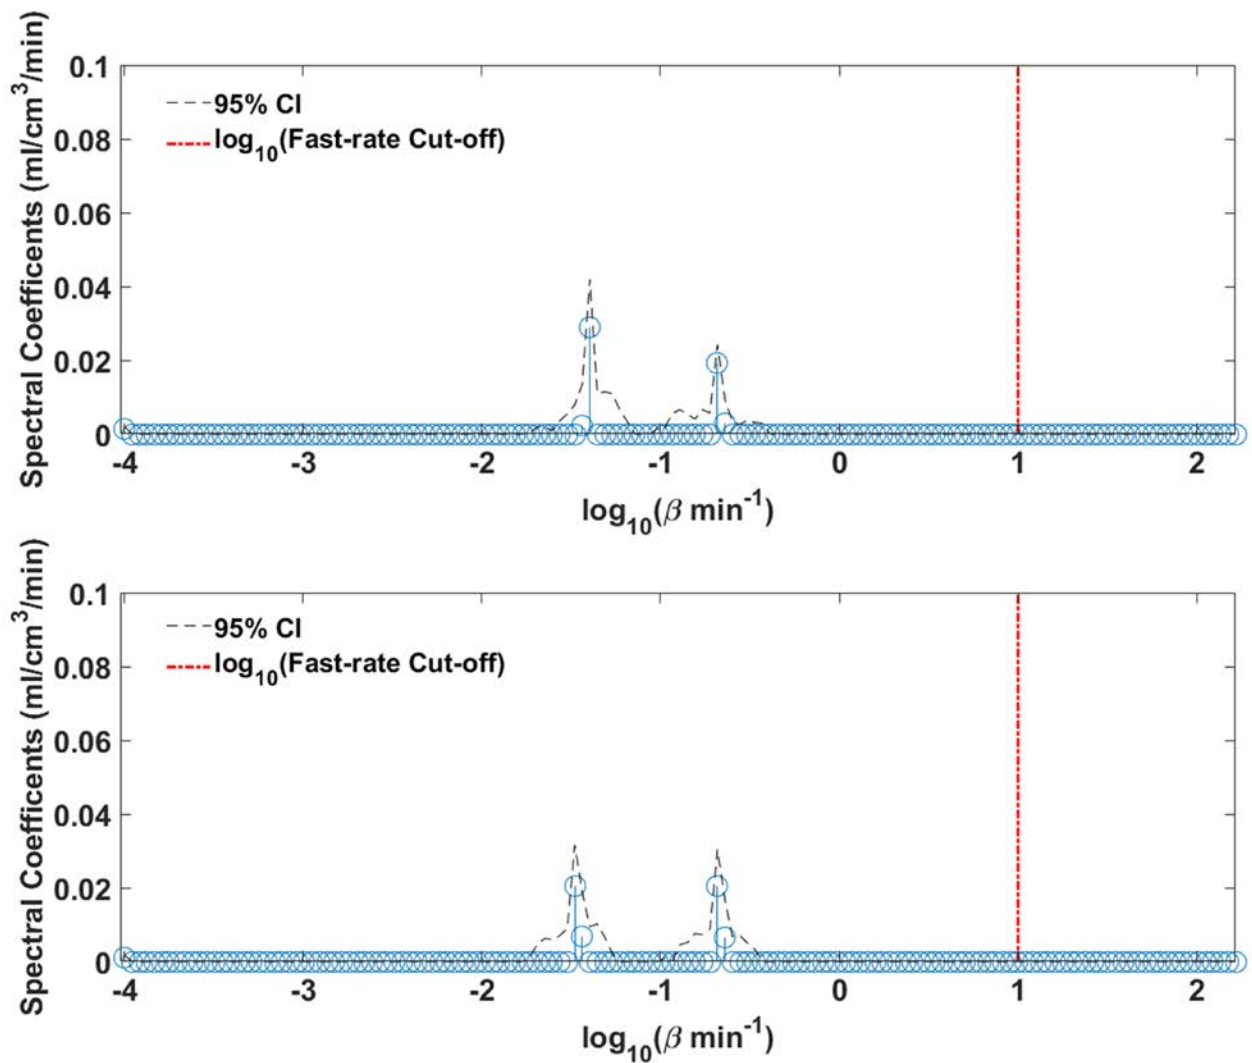 Spectral Coefficents (ml/cm³/min)
0.1
0.08
0.06
0.04
0.02
0
95% CI
log₁₀(Fast-rate Cut-off)
-4 -3 -2 -1 0 1 2
log₁₀(β min⁻¹)
Spectral Coefficents (ml/cm³/min)
0.1
0.08
0.06
0.04
0.02
0
95% CI
log₁₀(Fast-rate Cut-off)
-4 -3 -2 -1 0 1 2
log₁₀(β min⁻¹)